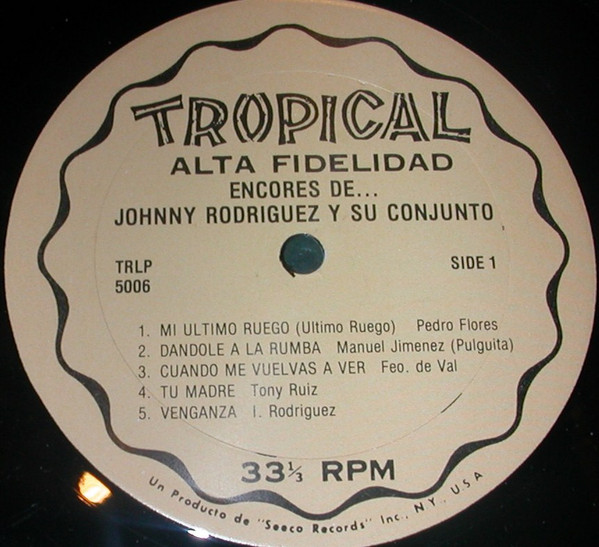 TROPICAL
ALTA FIDELIDAD
ENCORES DE...
JOHNNY RODRIGUEZ Y SU CONJUNTO
TRLP
5006
SIDE 1
1. MI ULTIMO RUEGO (Ultimo Ruego) Pedro Flores
2. DANDOLE A LA RUMBA Manuel Jimenez (Pulguita)
3. CUANDO ME VUELVAS A VER Feo. de Val
4. TU MADRE Tony Ruiz
5. VENGANZA I. Rodriguez
33⅓ RPM
Un Producto de "Seeco Records" Inc., N.Y., U.S.A